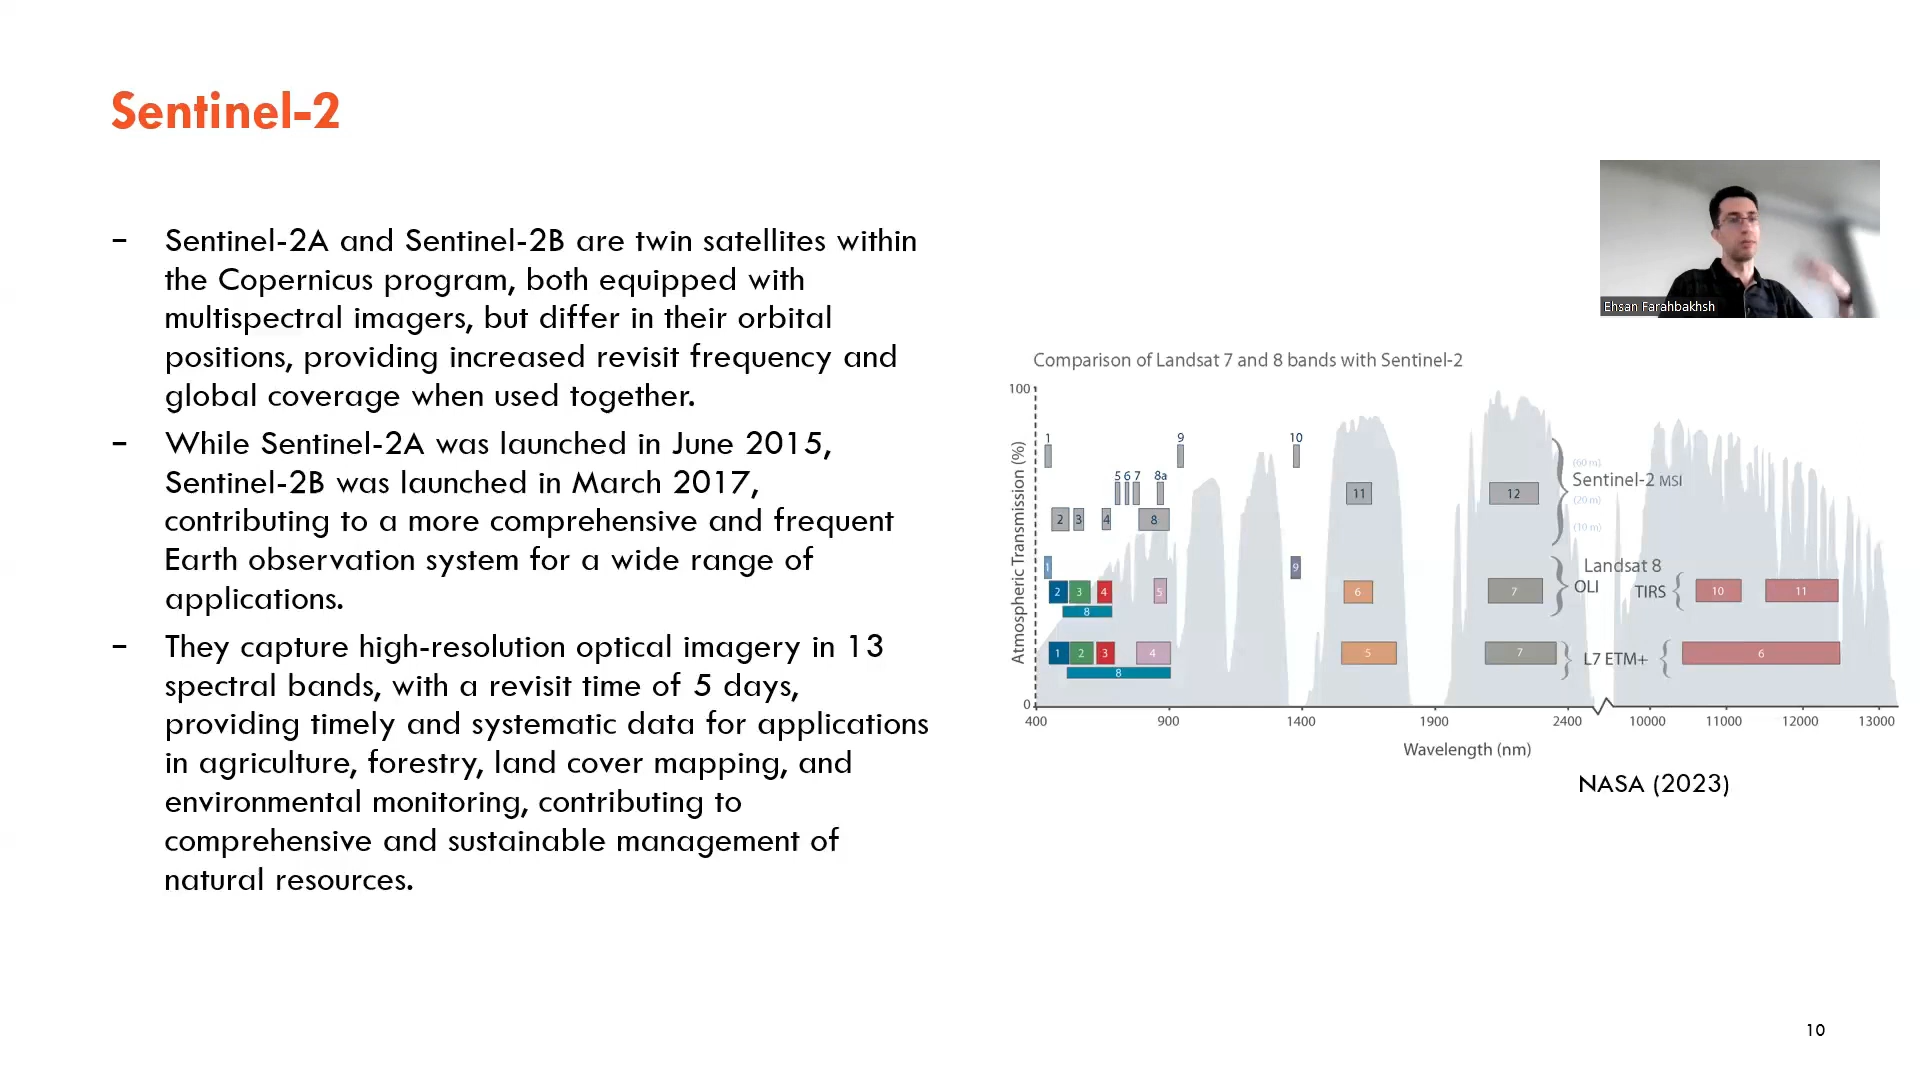 Sentinel-2
– Sentinel-2A and Sentinel-2B are twin satellites within
the Copernicus program, both equipped with
multispectral imagers, but differ in their orbital
positions, providing increased revisit frequency and
global coverage when used together.
– While Sentinel-2A was launched in June 2015,
Sentinel-2B was launched in March 2017,
contributing to a more comprehensive and frequent
Earth observation system for a wide range of
applications.
– They capture high-resolution optical imagery in 13
spectral bands, with a revisit time of 5 days,
providing timely and systematic data for applications
in agriculture, forestry, land cover mapping, and
environmental monitoring, contributing to
comprehensive and sustainable management of
natural resources.
Ehsan Farahbakhsh
Comparison of Landsat 7 and 8 bands with Sentinel-2
100
Atmospheric Transmission (%)
0
1 9 10
5 6 7 8a
11 12
2 3 4 8
(60 m)
Sentinel-2 MSI
(20 m)
(10 m)
1 9
Landsat 8
2 3 4 5 6 7
OLI
TIRS
10 11
8
1 2 3 4 5 7
L7 ETM+
6
8
400 900 1400 1900 2400 10000 11000 12000 13000
Wavelength (nm)
NASA (2023)
10